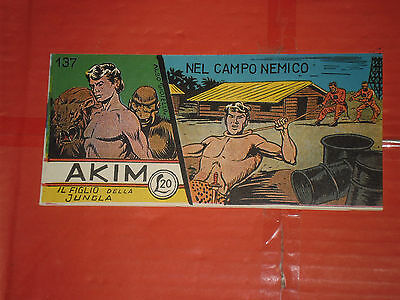 137
NEL CAMPO NEMICO
AKIM
IL FIGLIO DELLA
JUNGLA
£20